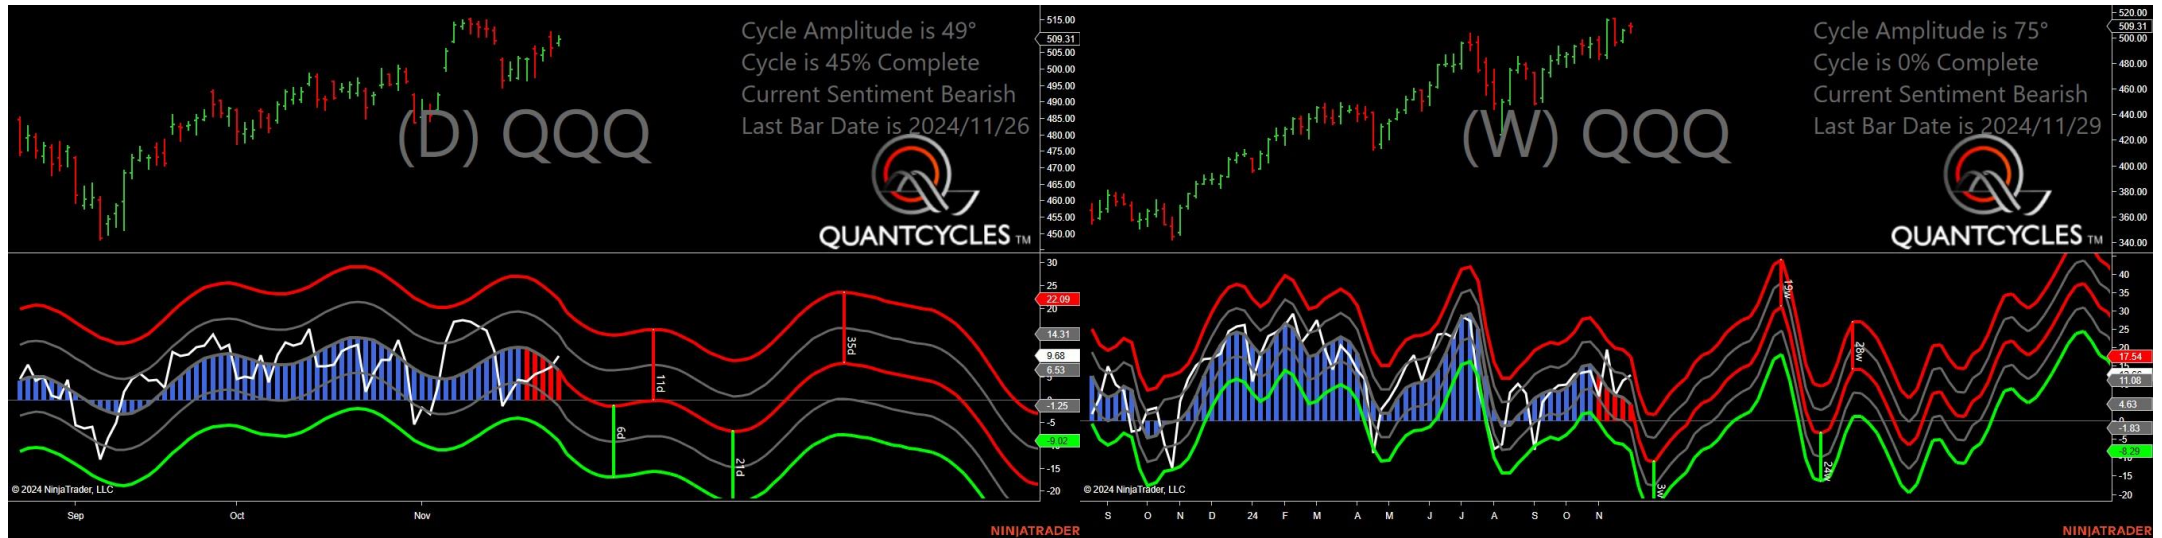 Cycle Amplitude is 49°
Cycle is 45% Complete
Current Sentiment Bearish
Last Bar Date is 2024/11/26
(D) QQQ
QUANTCYCLES TM
515.00
509.31
500.00
495.00
490.00
485.00
480.00
475.00
470.00
465.00
460.00
455.00
450.00
30
25
22.09
20
14.31
9.68
6.53
-1.25
-5
-9.02
-15
-20
6d
11d
21d
35d
© 2024 NinjaTrader, LLC
Sep
Oct
Nov
NINJATRADER
Cycle Amplitude is 75°
Cycle is 0% Complete
Current Sentiment Bearish
Last Bar Date is 2024/11/29
(W) QQQ
QUANTCYCLES TM
520.00
509.31
500.00
480.00
460.00
440.00
420.00
400.00
380.00
360.00
340.00
40
35
30
25
20
17.54
11.08
4.63
-1.83
-5
-8.29
-15
-20
3w
19w
24w
28w
© 2024 NinjaTrader, LLC
S O N D 24 F M A M J J A S O N
NINJATRADER